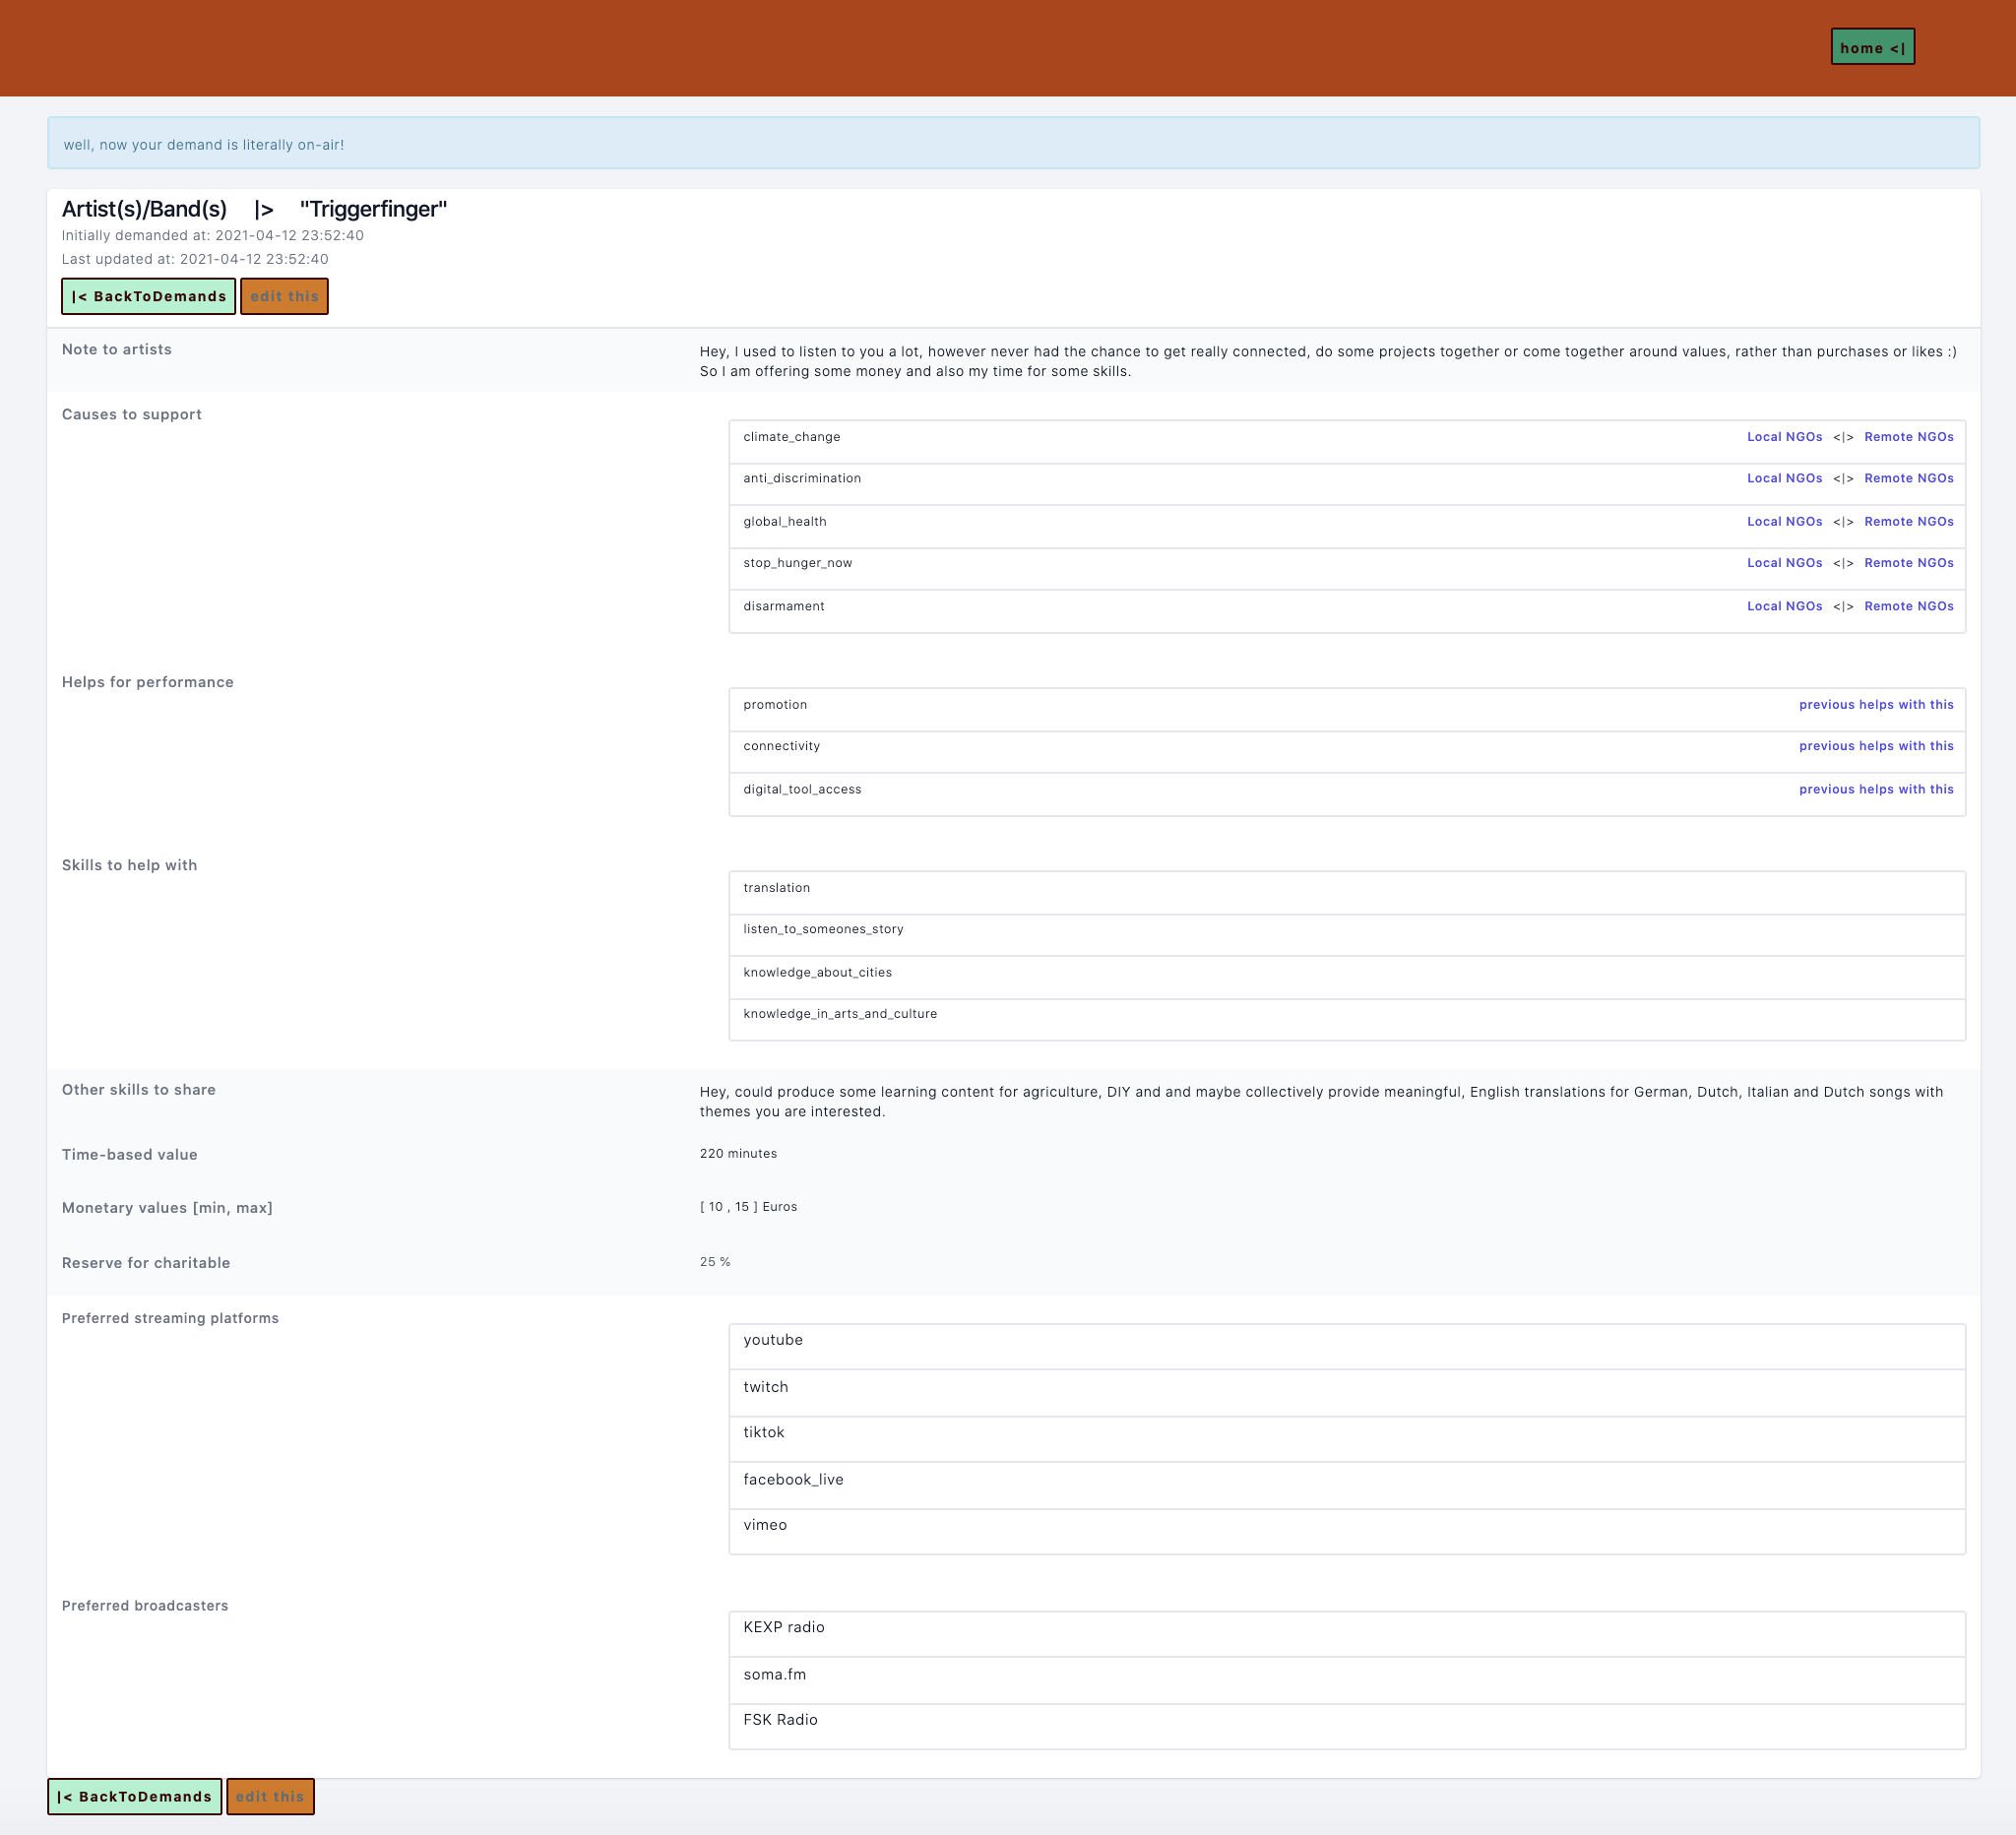 home <|
well, now your demand is literally on-air!
Artist(s)/Band(s) |> "Triggerfinger"
Initially demanded at: 2021-04-12 23:52:40
Last updated at: 2021-04-12 23:52:40
|< BackToDemands edit this
Note to artists
Hey, I used to listen to you a lot, however never had the chance to get really connected, do some projects together or come together around values, rather than purchases or likes :)
So I am offering some money and also my time for some skills.
Causes to support
climate_change Local NGOs <|> Remote NGOs
anti_discrimination Local NGOs <|> Remote NGOs
global_health Local NGOs <|> Remote NGOs
stop_hunger_now Local NGOs <|> Remote NGOs
disarmament Local NGOs <|> Remote NGOs
Helps for performance
promotion previous helps with this
connectivity previous helps with this
digital_tool_access previous helps with this
Skills to help with
translation
listen_to_someones_story
knowledge_about_cities
knowledge_in_arts_and_culture
Other skills to share
Hey, could produce some learning content for agriculture, DIY and and maybe collectively provide meaningful, English translations for German, Dutch, Italian and Dutch songs with
themes you are interested.
Time-based value 220 minutes
Monetary values [min, max] [ 10 , 15 ] Euros
Reserve for charitable 25 %
Preferred streaming platforms
youtube
twitch
tiktok
facebook_live
vimeo
Preferred broadcasters
KEXP radio
soma.fm
FSK Radio
|< BackToDemands edit this